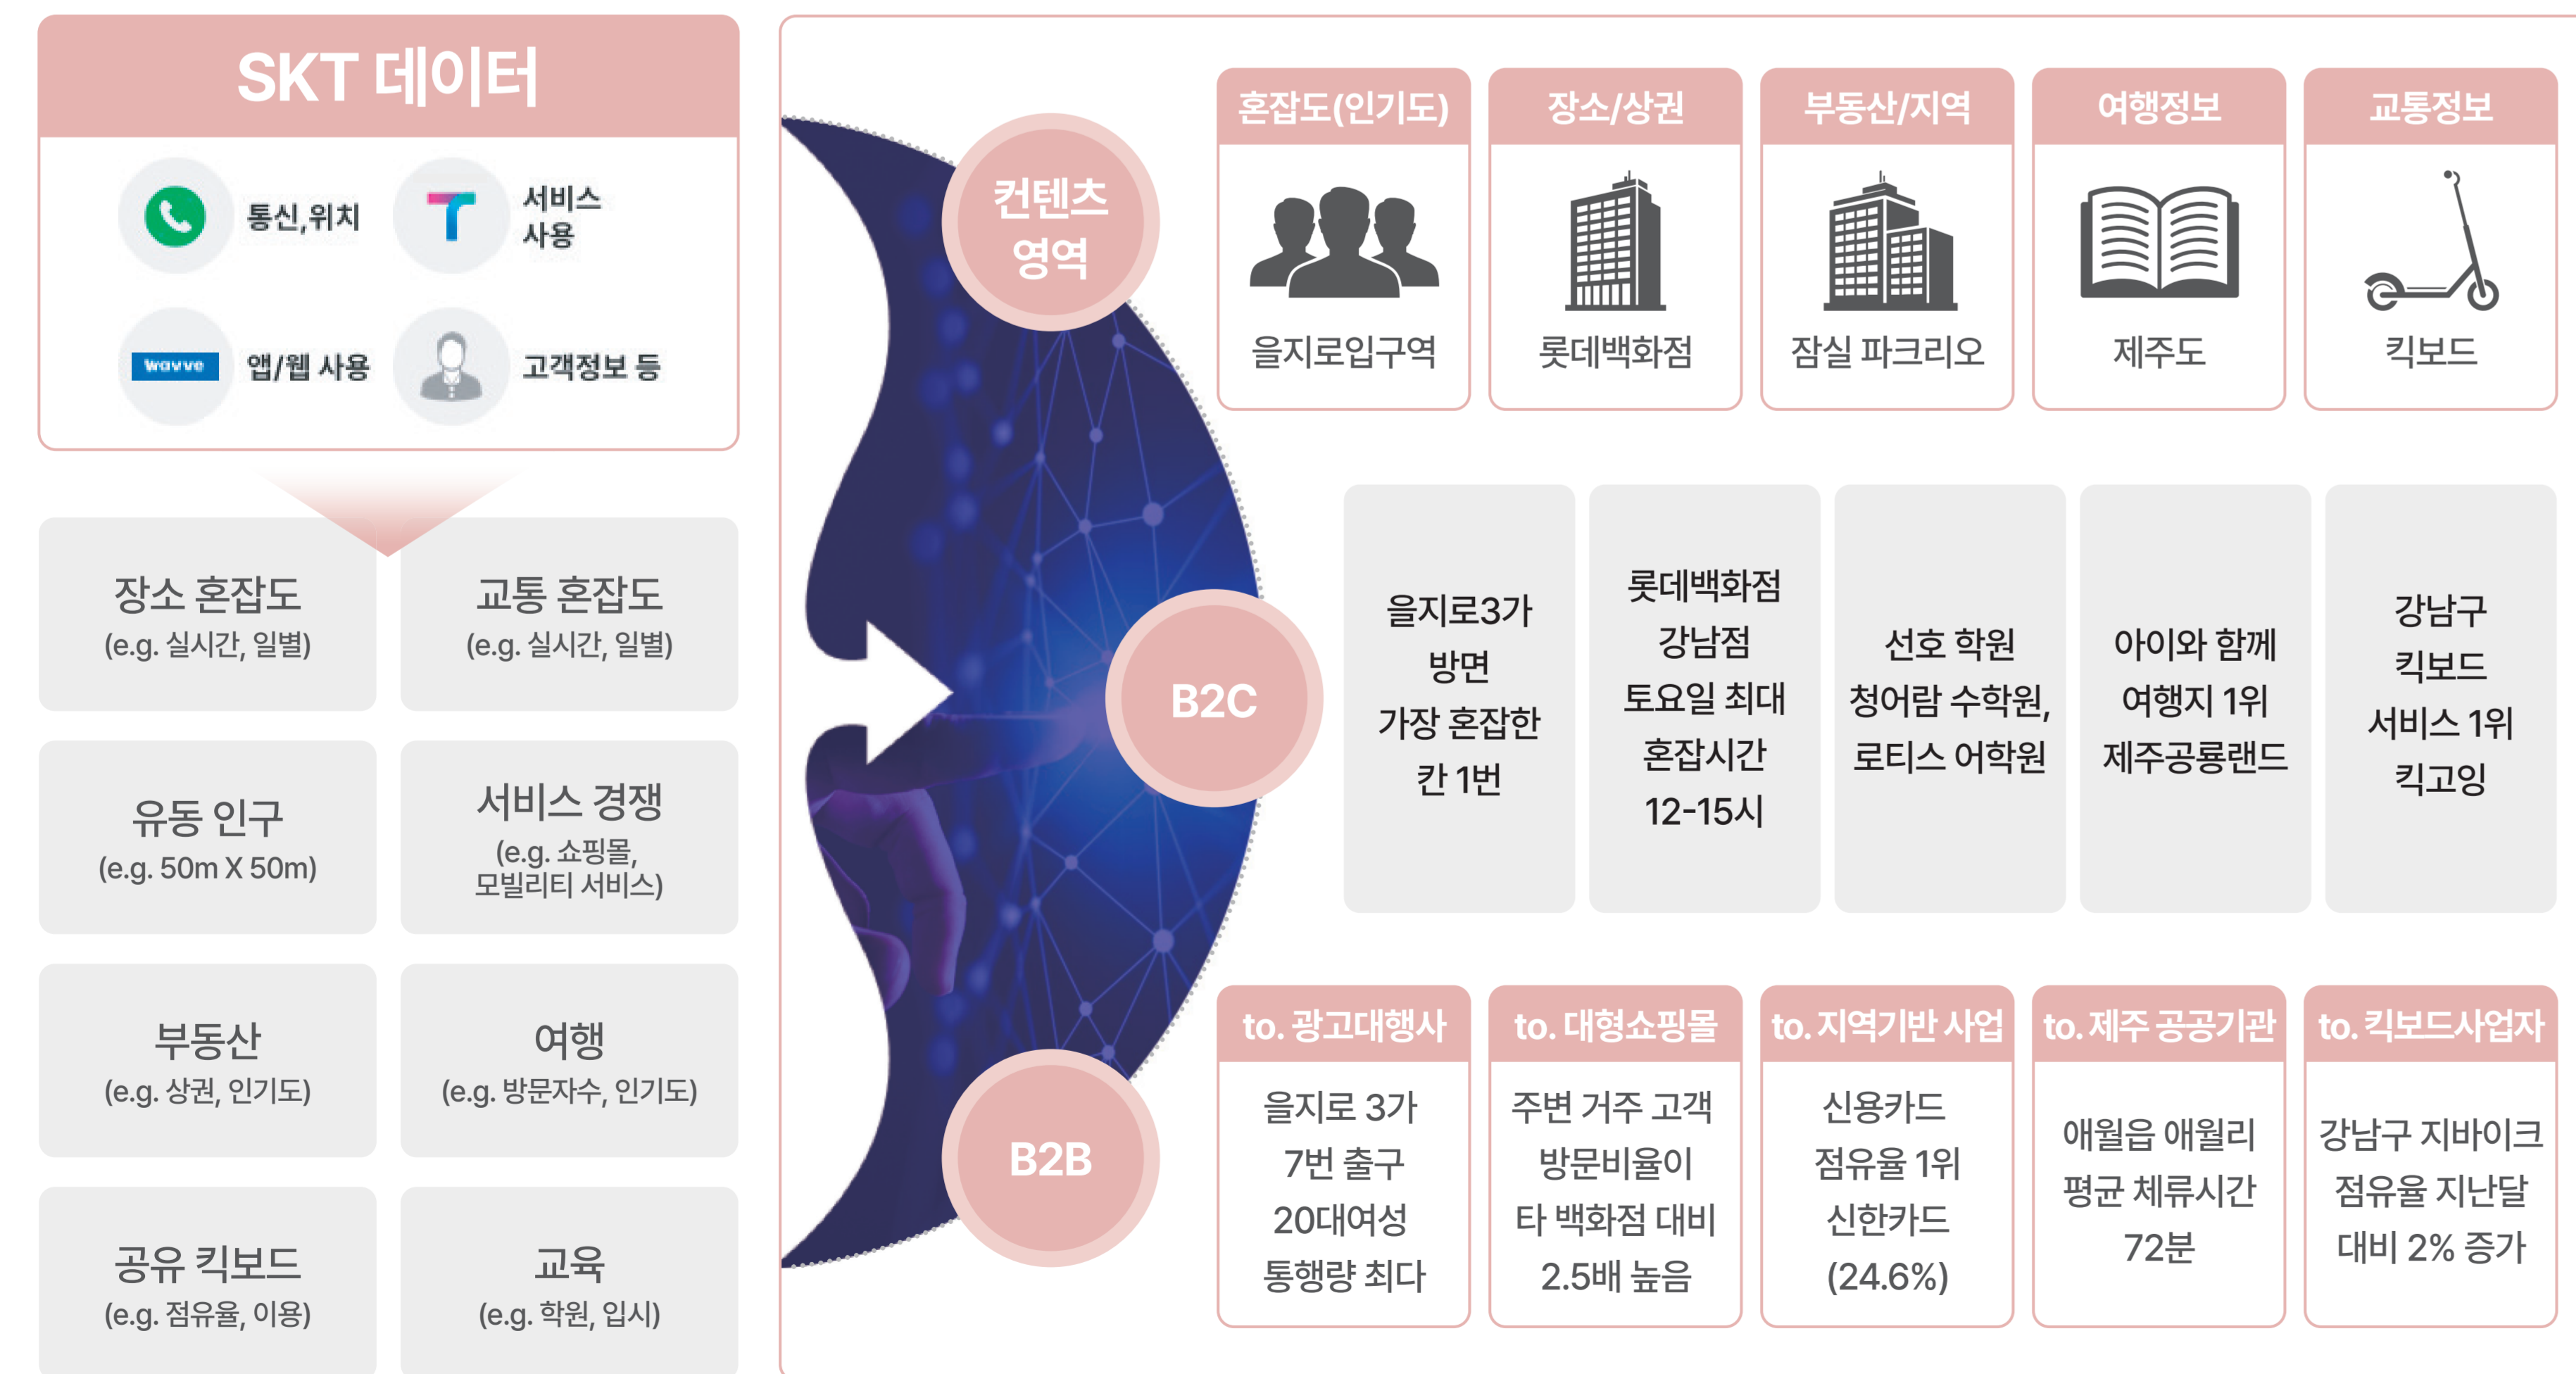 SKT 데이터
통신,위치
서비스
사용
wavve
앱/웹 사용
고객정보 등
장소 혼잡도
(e.g. 실시간, 일별)
교통 혼잡도
(e.g. 실시간, 일별)
유동 인구
(e.g. 50m X 50m)
서비스 경쟁
(e.g. 쇼핑몰,
모빌리티 서비스)
부동산
(e.g. 상권, 인기도)
여행
(e.g. 방문자수, 인기도)
공유 킥보드
(e.g. 점유율, 이용)
교육
(e.g. 학원, 입시)
컨텐츠
영역
혼잡도(인기도)
을지로입구역
장소/상권
롯데백화점
부동산/지역
잠실 파크리오
여행정보
제주도
교통정보
킥보드
B2C
을지로3가
방면
가장 혼잡한
칸 1번
롯데백화점
강남점
토요일 최대
혼잡시간
12-15시
선호 학원
청어람 수학원,
로티스 어학원
아이와 함께
여행지 1위
제주공룡랜드
강남구
킥보드
서비스 1위
킥고잉
B2B
to. 광고대행사
을지로 3가
7번 출구
20대여성
통행량 최다
to. 대형쇼핑몰
주변 거주 고객
방문비율이
타 백화점 대비
2.5배 높음
to. 지역기반 사업
신용카드
점유율 1위
신한카드
(24.6%)
to. 제주 공공기관
애월읍 애월리
평균 체류시간
72분
to. 킥보드사업자
강남구 지바이크
점유율 지난달
대비 2% 증가